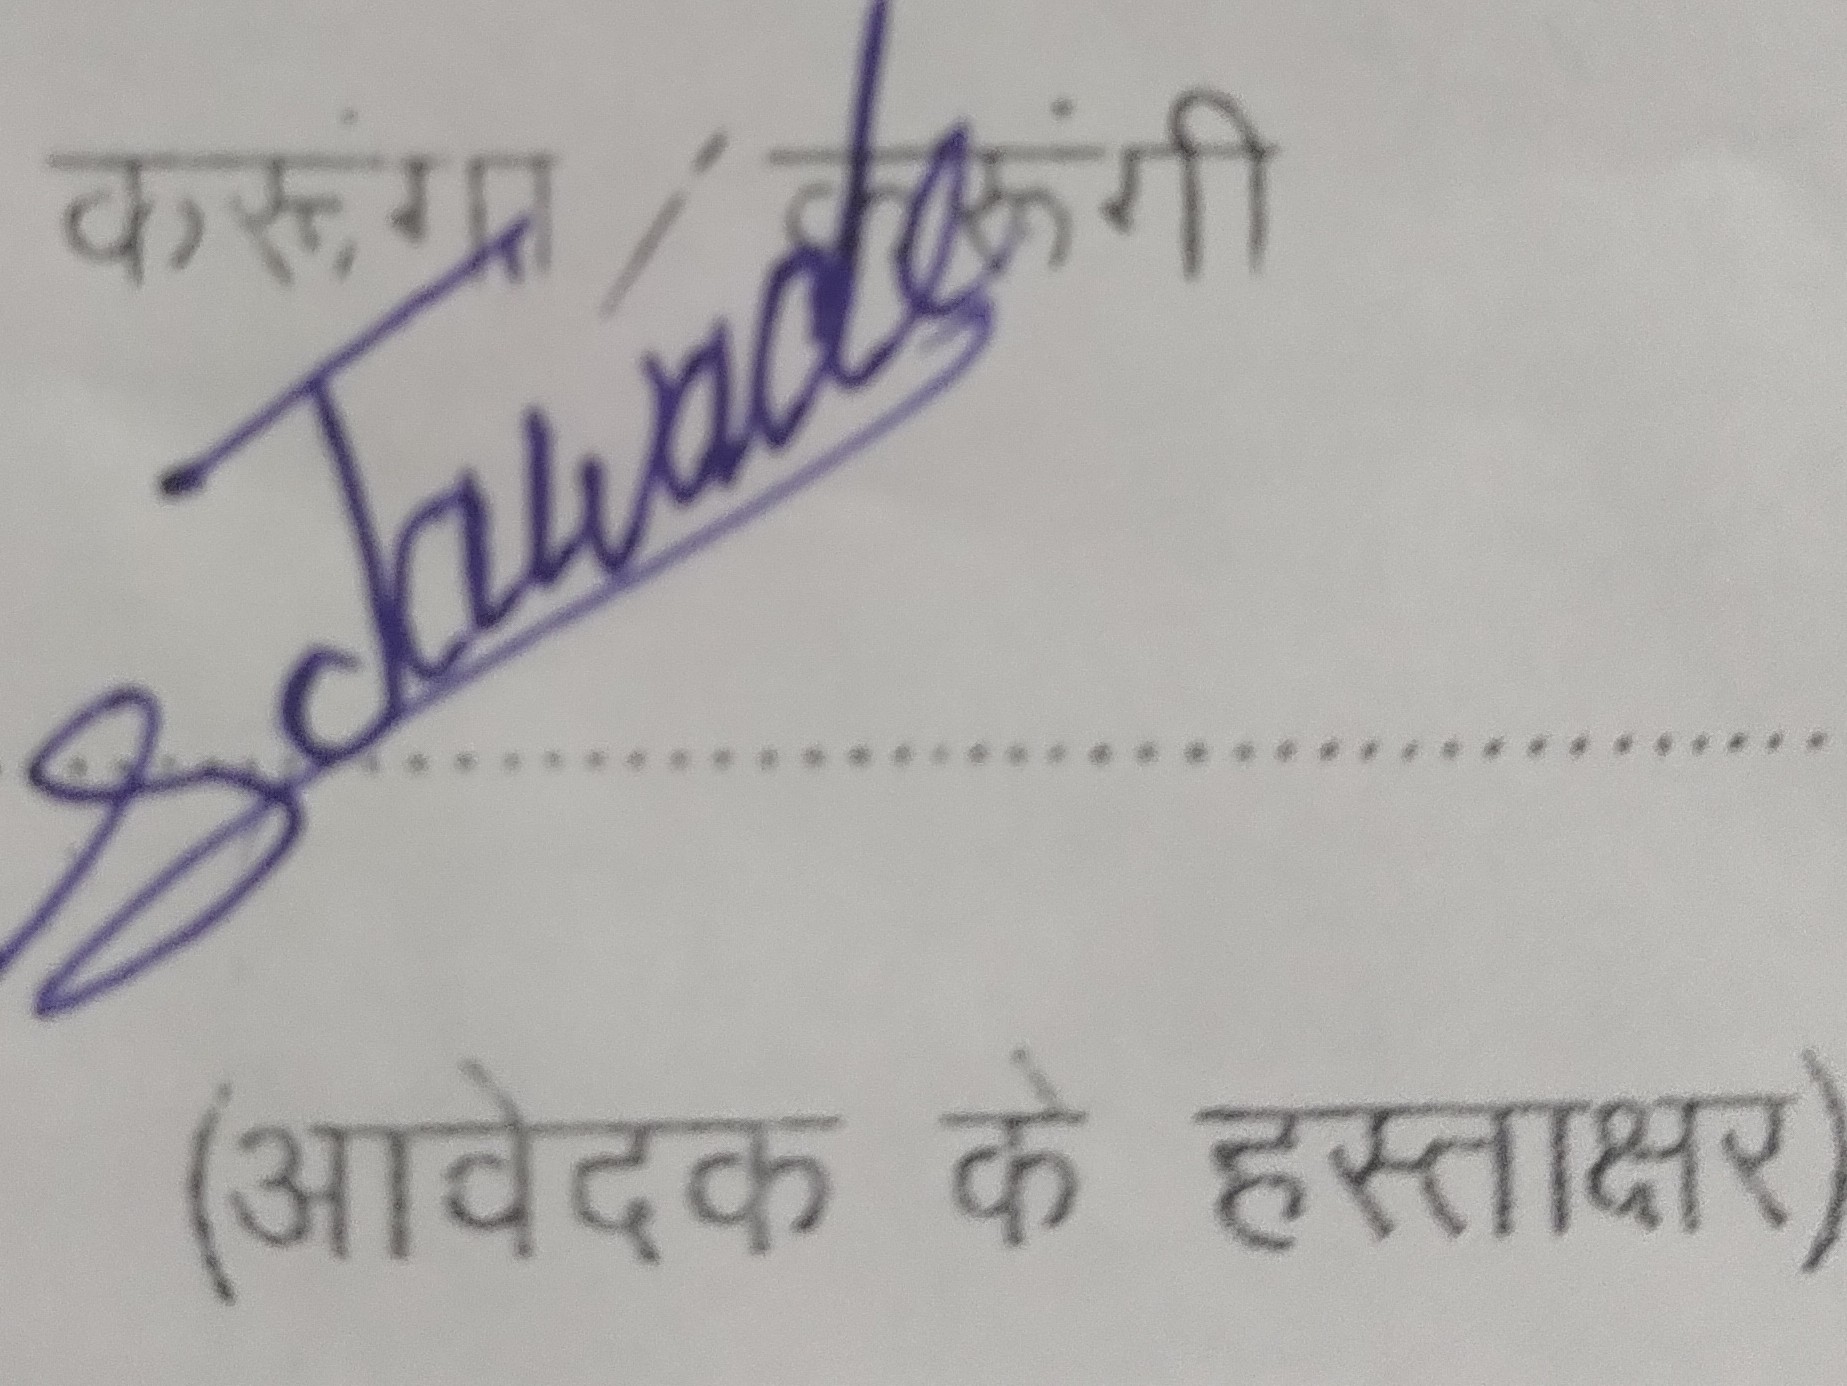 करूंगा / करूंगी
SJawade
(आवेदक के हस्ताक्षर)